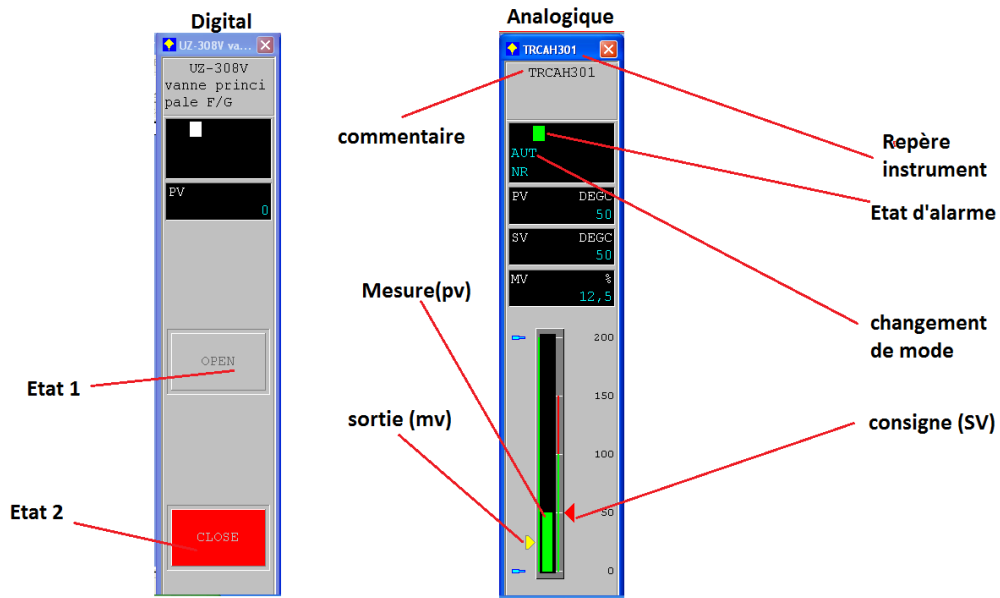 Digital
UZ-308V va...
UZ-308V
vanne princi
pale F/G
PV
0
OPEN
CLOSE
Etat 1
Etat 2
Analogique
TRCAH301
TRCAH301
AUT
NR
PV DEGC
50
SV DEGC
50
MV %
12,5
200
150
100
50
0
commentaire
Mesure(pv)
sortie (mv)
Repère
instrument
Etat d'alarme
changement
de mode
consigne (SV)